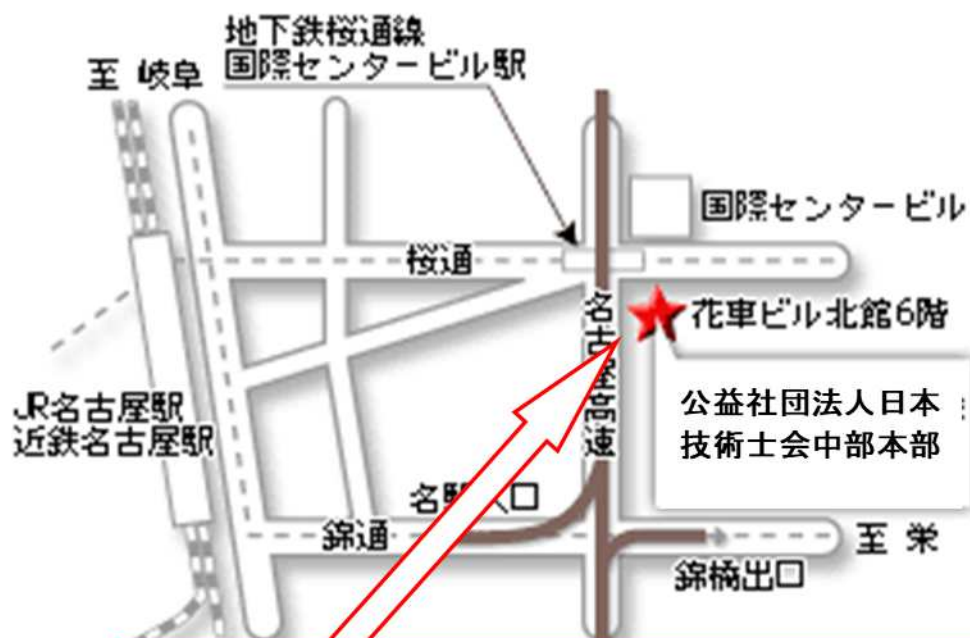 地下鉄桜通線
国際センタービル駅
至 岐阜
国際センタービル
桜通
花車ビル北館6階
名古屋高速
公益社団法人日本
技術士会中部本部
JR名古屋駅
近鉄名古屋駅
名駅入口
錦通
至 栄
錦橋出口